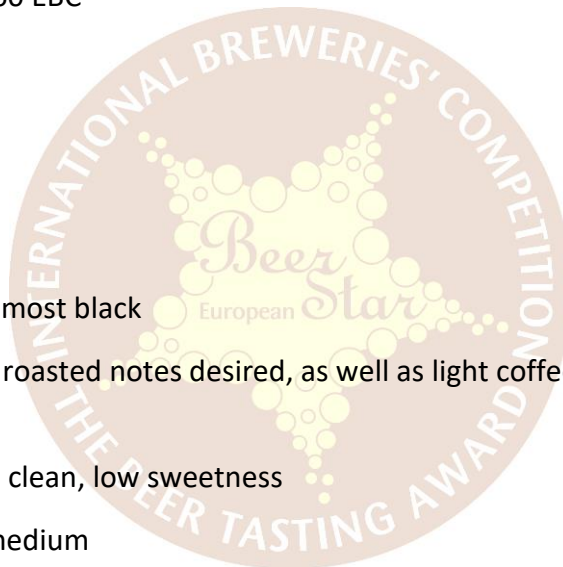 EBC
INTERNATIONAL BREWERIES' COMPETITION
Beer
European Star
most black
roasted notes desired, as well as light coffe
clean, low sweetness
medium
THE BEER TASTING AWARD